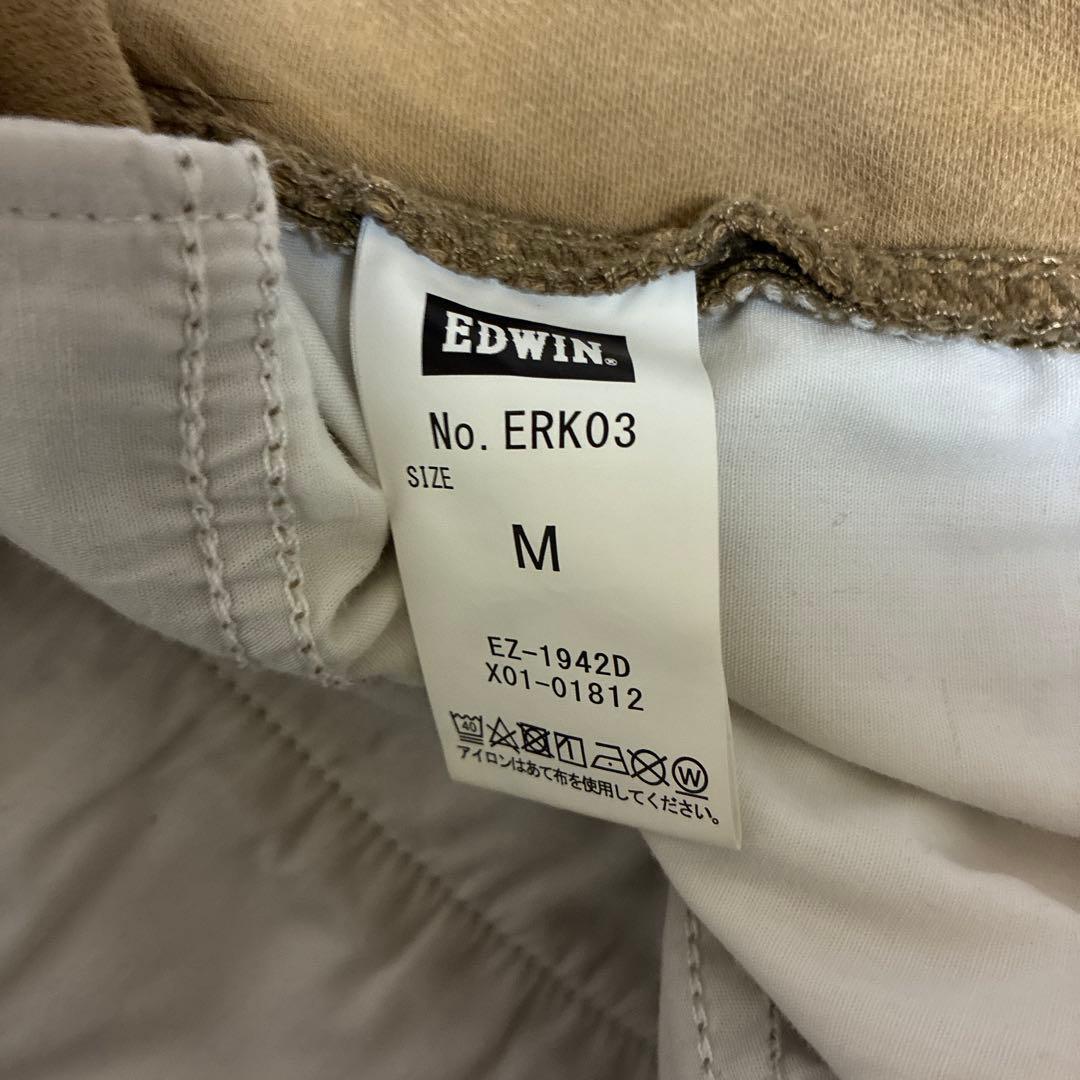 EDWIN®
No. ERK03
SIZE
M
EZ-1942D
X01-01812
40 W
アイロンはあて布を使用してください。